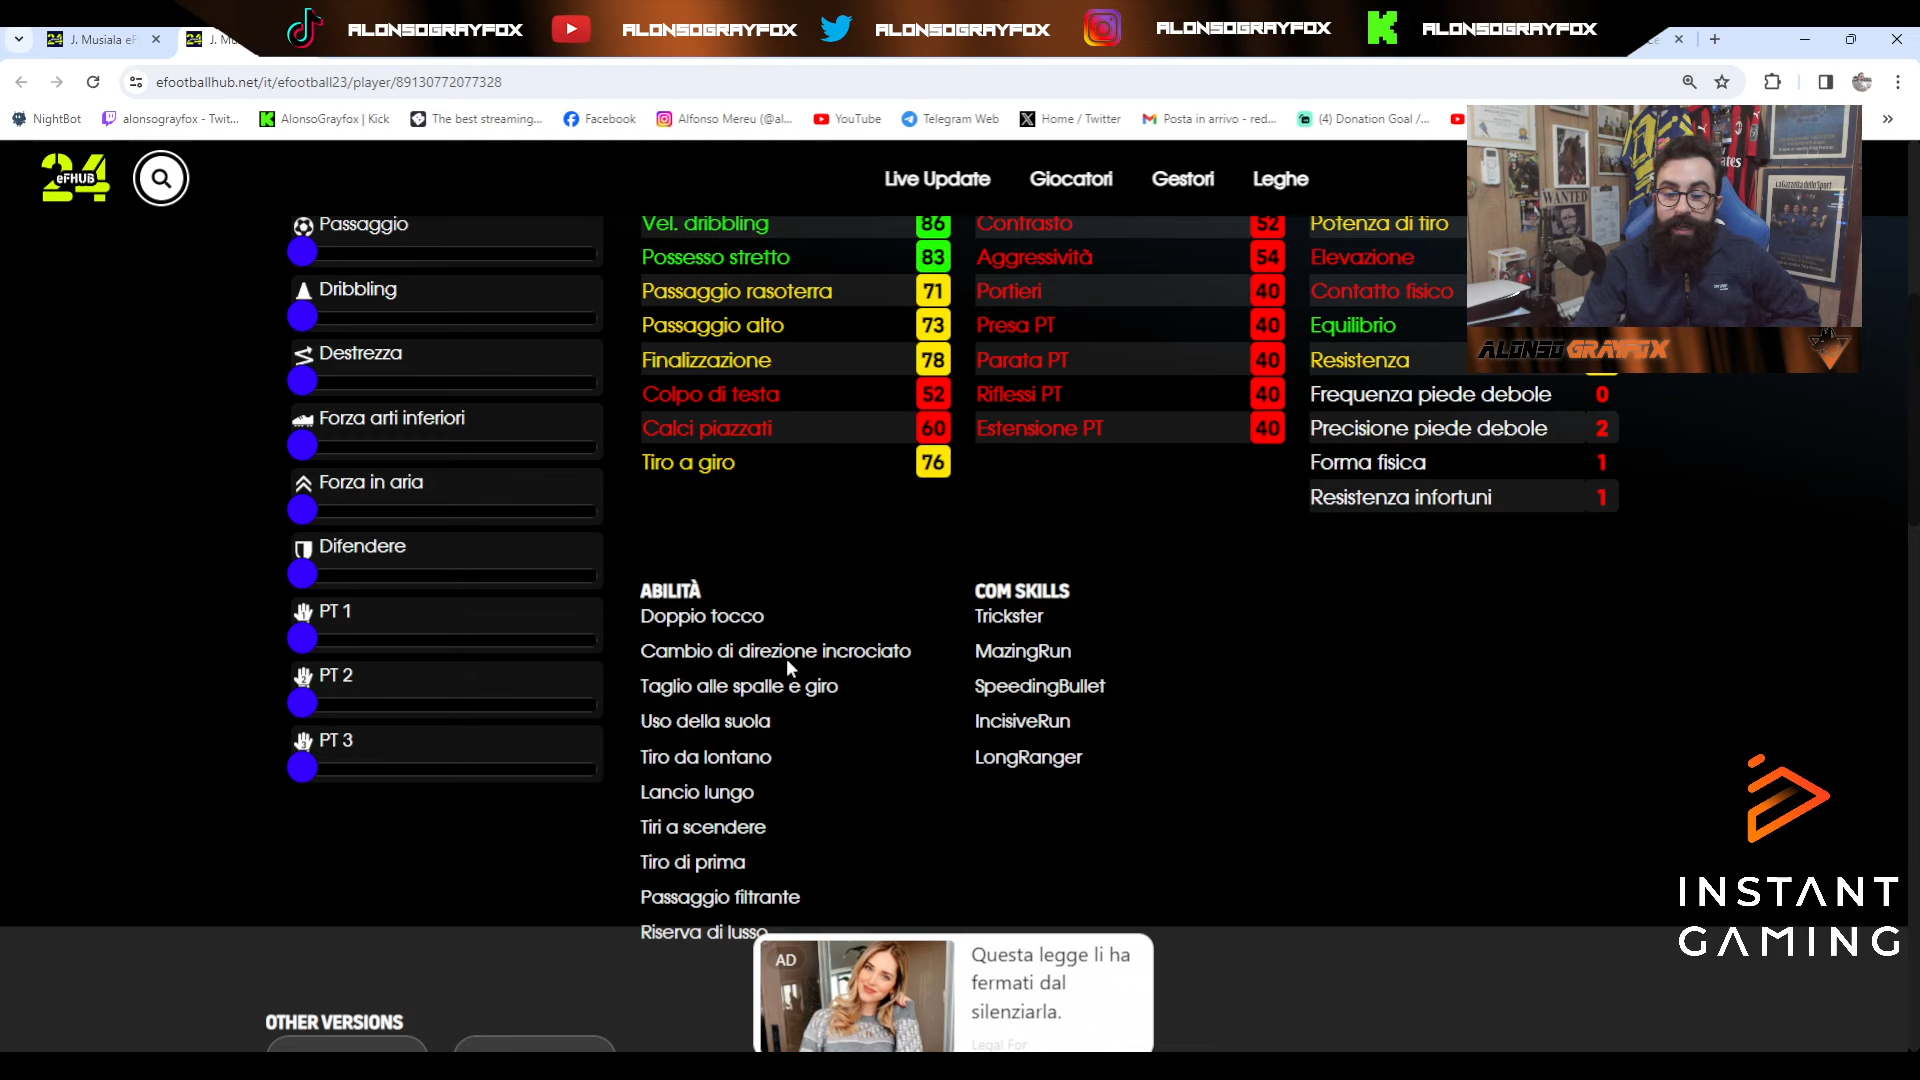 ALONSOGRAYFOX ALONSOGRAYFOX ALONSOGRAYFOX ALONSOGRAYFOX ALONSOGRAYFOX
J. Musiala eF
J. Mu
efootballhub.net/it/efootball23/player/89130772077328
NightBot alonsograyfox - Twit... AlonsoGrayfox | Kick The best streaming... Facebook Alfonso Mereu (@al... YouTube Telegram Web Home / Twitter Posta in arrivo - red... (4) Donation Goal /...
24 eFHUB
Live Update Giocatori Gestori Leghe
Passaggio
Dribbling
Destrezza
Forza arti inferiori
Forza in aria
Difendere
PT 1
PT 2
PT 3
Vel. dribbling 86
Possesso stretto 83
Passaggio rasoterra 71
Passaggio alto 73
Finalizzazione 78
Colpo di testa 52
Calci piazzati 60
Tiro a giro 76
Contrasto 52
Aggressività 54
Portieri 40
Presa PT 40
Parata PT 40
Riflessi PT 40
Estensione PT 40
Potenza di tiro
Elevazione
Contatto fisico
Equilibrio
Resistenza
Frequenza piede debole 0
Precisione piede debole 2
Forma fisica 1
Resistenza infortuni 1
WANTED
La Gazzetta dello Sport
ALONSOGRAYFOX
ABILITÀ
Doppio tocco
Cambio di direzione incrociato
Taglio alle spalle e giro
Uso della suola
Tiro da lontano
Lancio lungo
Tiri a scendere
Tiro di prima
Passaggio filtrante
Riserva di lusso
COM SKILLS
Trickster
MazingRun
SpeedingBullet
IncisiveRun
LongRanger
INSTANT
GAMING
AD
Questa legge li ha
fermati dal
silenziarla.
Legal For
OTHER VERSIONS